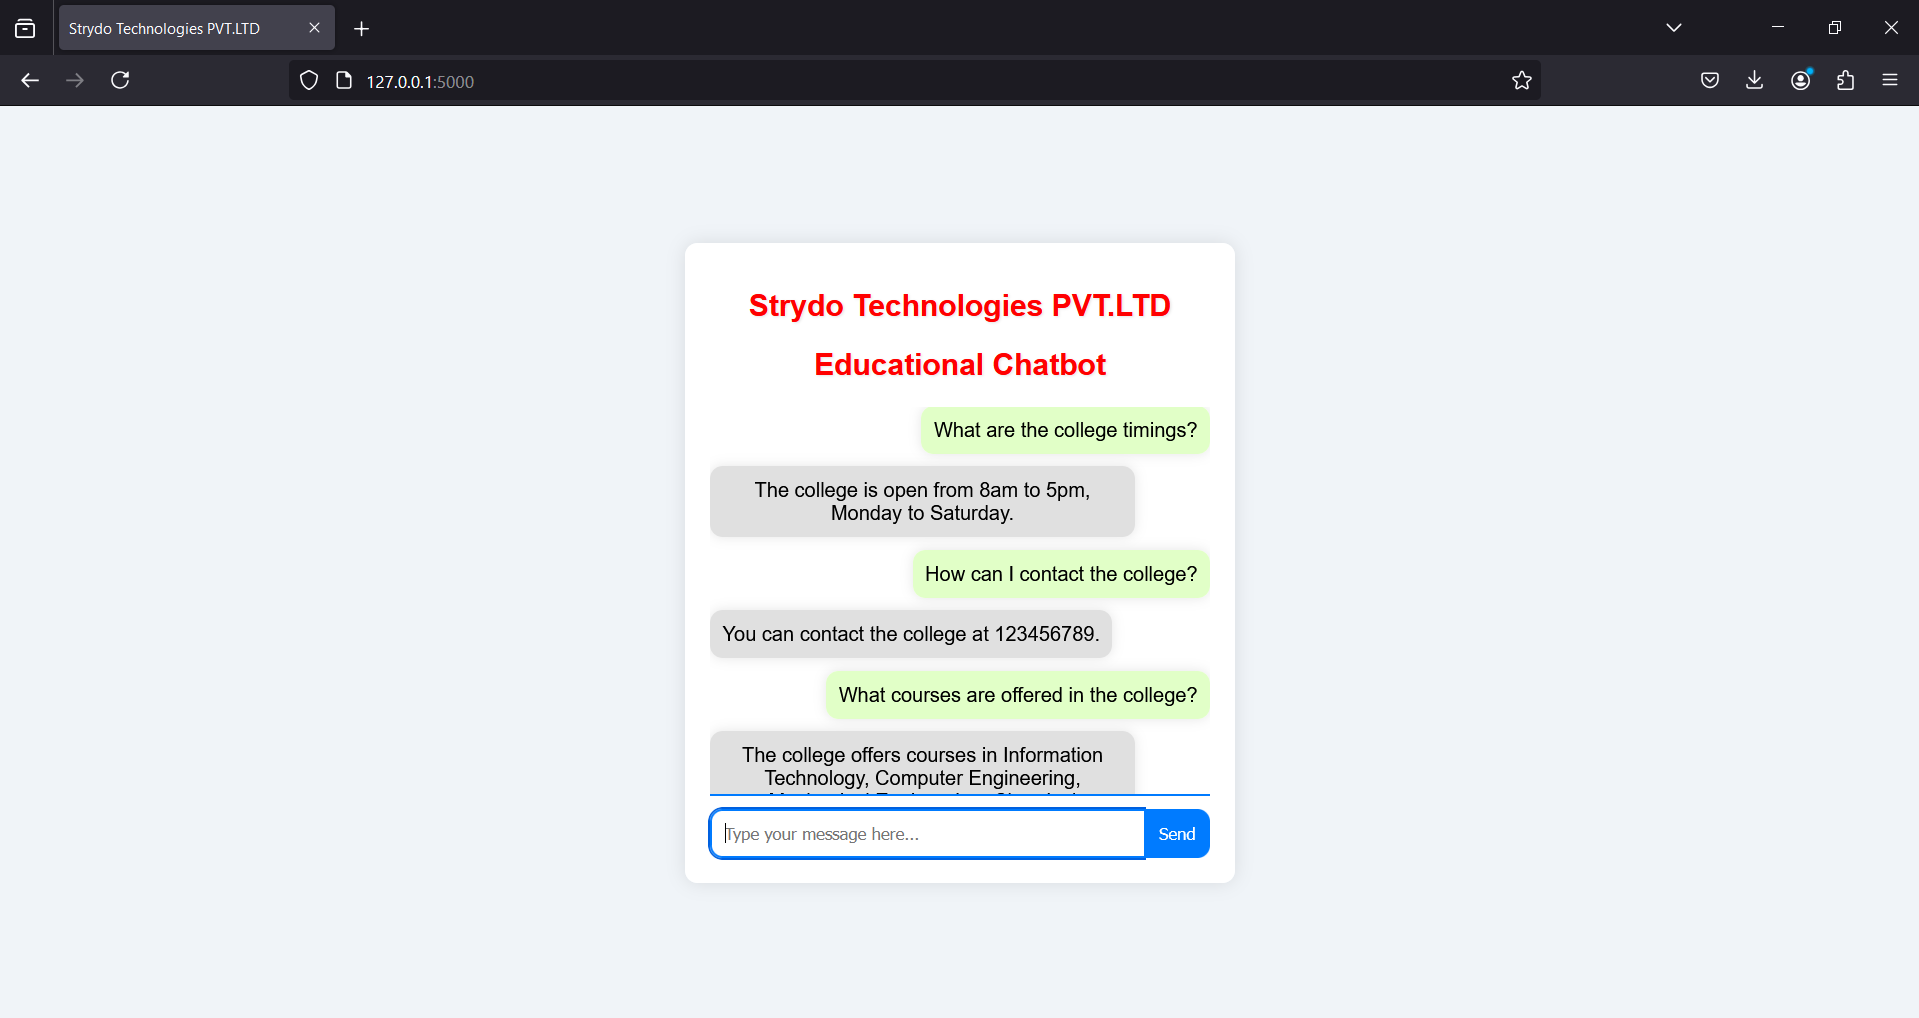 Strydo Technologies PVT.LTD
127.0.0.1:5000
Strydo Technologies PVT.LTD
Educational Chatbot
What are the college timings?
The college is open from 8am to 5pm,
Monday to Saturday.
How can I contact the college?
You can contact the college at 123456789.
What courses are offered in the college?
The college offers courses in Information
Technology, Computer Engineering,
Type your message here...
Send